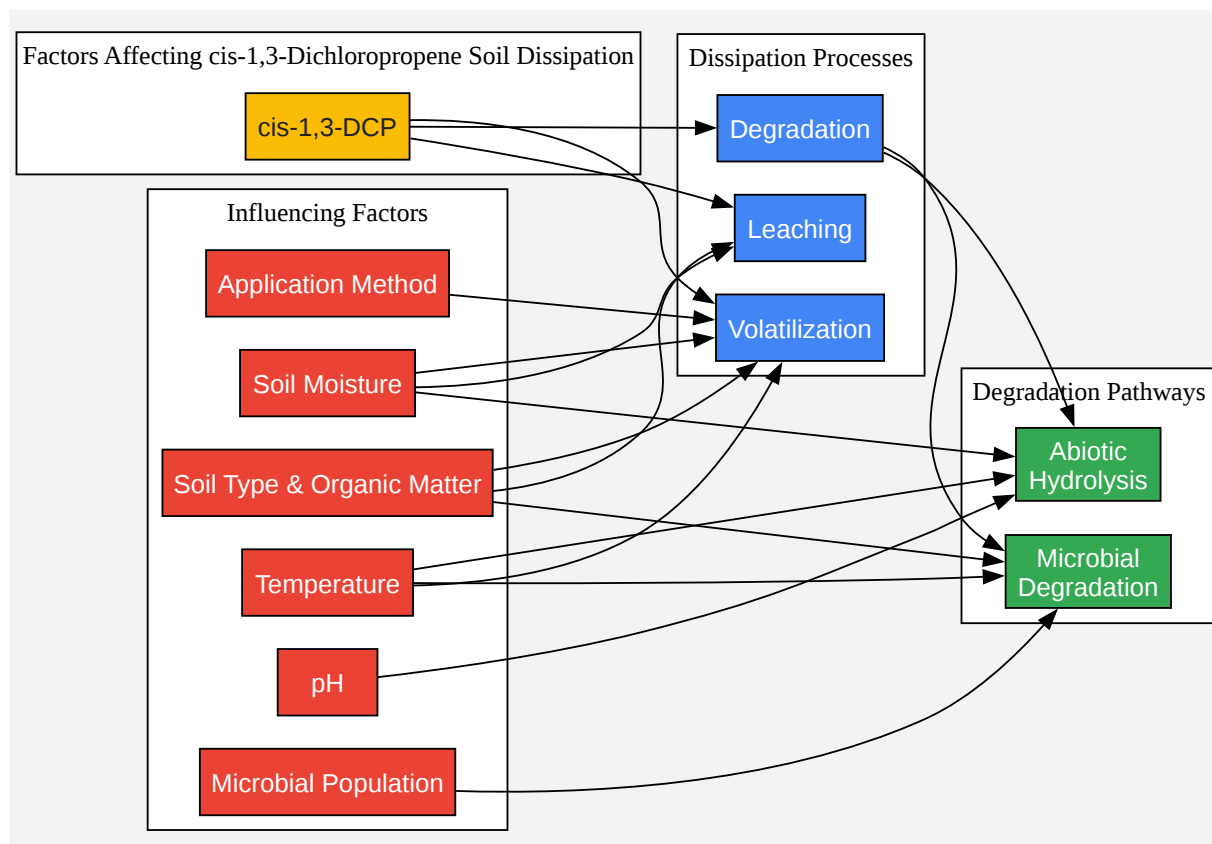 Factors Affecting cis-1,3-Dichloropropene Soil Dissipation
cis-1,3-DCP
Influencing Factors
Application Method
Soil Moisture
Soil Type & Organic Matter
Temperature
pH
Microbial Population
Dissipation Processes
Degradation
Leaching
Volatilization
Degradation Pathways
Abiotic
Hydrolysis
Microbial
Degradation